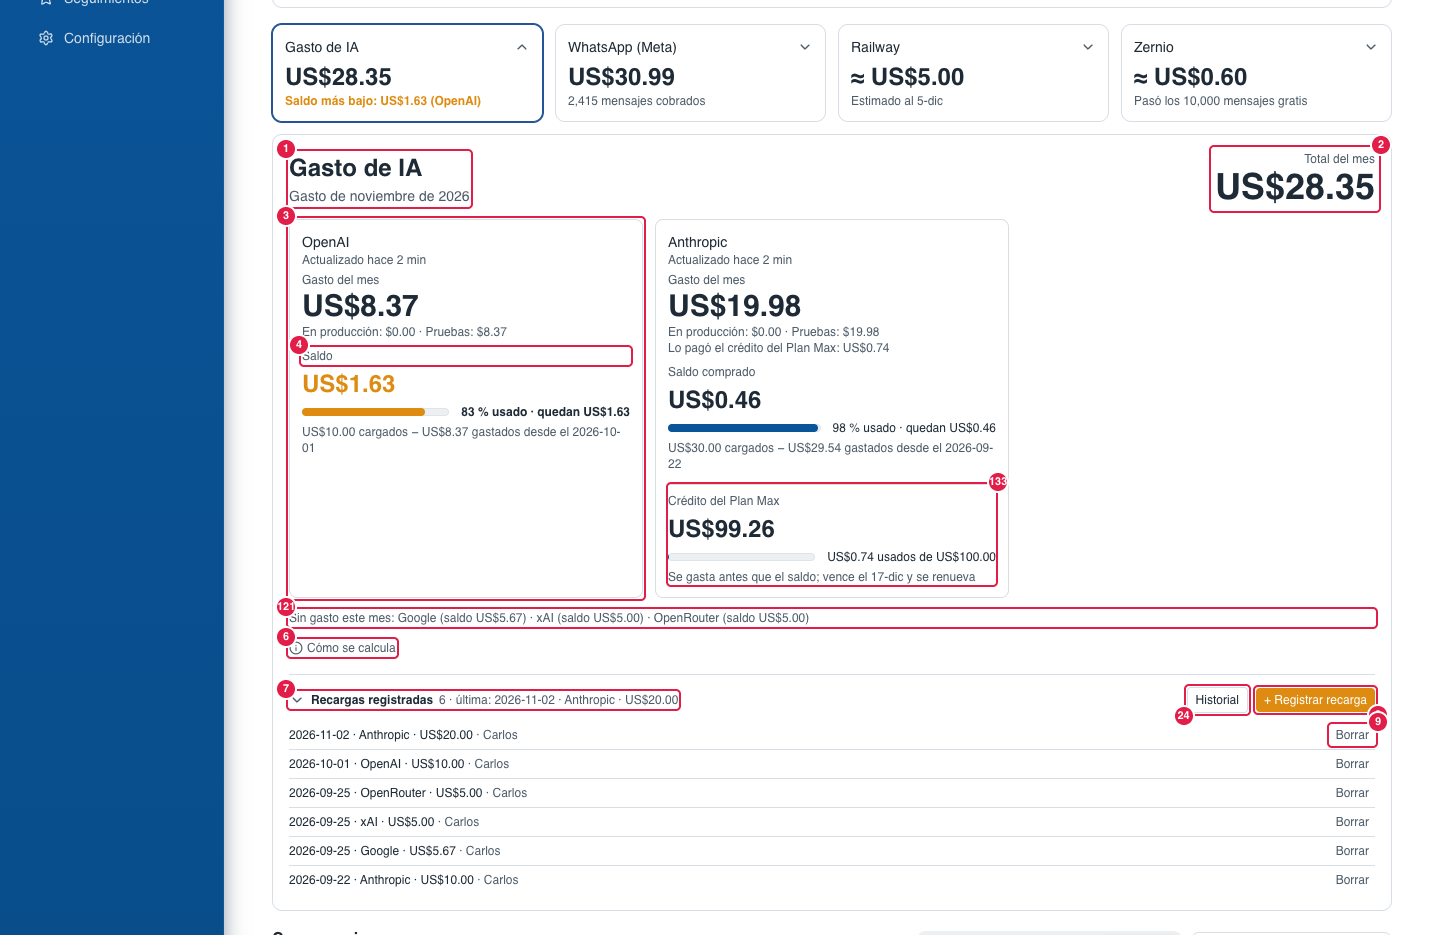 Seguimientos
Configuración
Gasto de IA
US$28.35
Saldo más bajo: US$1.63 (OpenAI)
WhatsApp (Meta)
US$30.99
2,415 mensajes cobrados
Railway
≈ US$5.00
Estimado al 5-dic
Zernio
≈ US$0.60
Pasó los 10,000 mensajes gratis
1
Gasto de IA
Gasto de noviembre de 2026
2
Total del mes
US$28.35
3
OpenAI
Actualizado hace 2 min
Gasto del mes
US$8.37
En producción: $0.00 · Pruebas: $8.37
4
Saldo
US$1.63
83 % usado · quedan US$1.63
US$10.00 cargados – US$8.37 gastados desde el 2026-10-
01
Anthropic
Actualizado hace 2 min
Gasto del mes
US$19.98
En producción: $0.00 · Pruebas: $19.98
Lo pagó el crédito del Plan Max: US$0.74
Saldo comprado
US$0.46
98 % usado · quedan US$0.46
US$30.00 cargados – US$29.54 gastados desde el 2026-09-
22
133
Crédito del Plan Max
US$99.26
US$0.74 usados de US$100.00
Se gasta antes que el saldo; vence el 17-dic y se renueva
121
Sin gasto este mes: Google (saldo US$5.67) · xAI (saldo US$5.00) · OpenRouter (saldo US$5.00)
6
Cómo se calcula
7
Recargas registradas 6 · última: 2026-11-02 · Anthropic · US$20.00
24
Historial
+ Registrar recarga
9
2026-11-02 · Anthropic · US$20.00 · Carlos Borrar
2026-10-01 · OpenAI · US$10.00 · Carlos Borrar
2026-09-25 · OpenRouter · US$5.00 · Carlos Borrar
2026-09-25 · xAI · US$5.00 · Carlos Borrar
2026-09-25 · Google · US$5.67 · Carlos Borrar
2026-09-22 · Anthropic · US$10.00 · Carlos Borrar